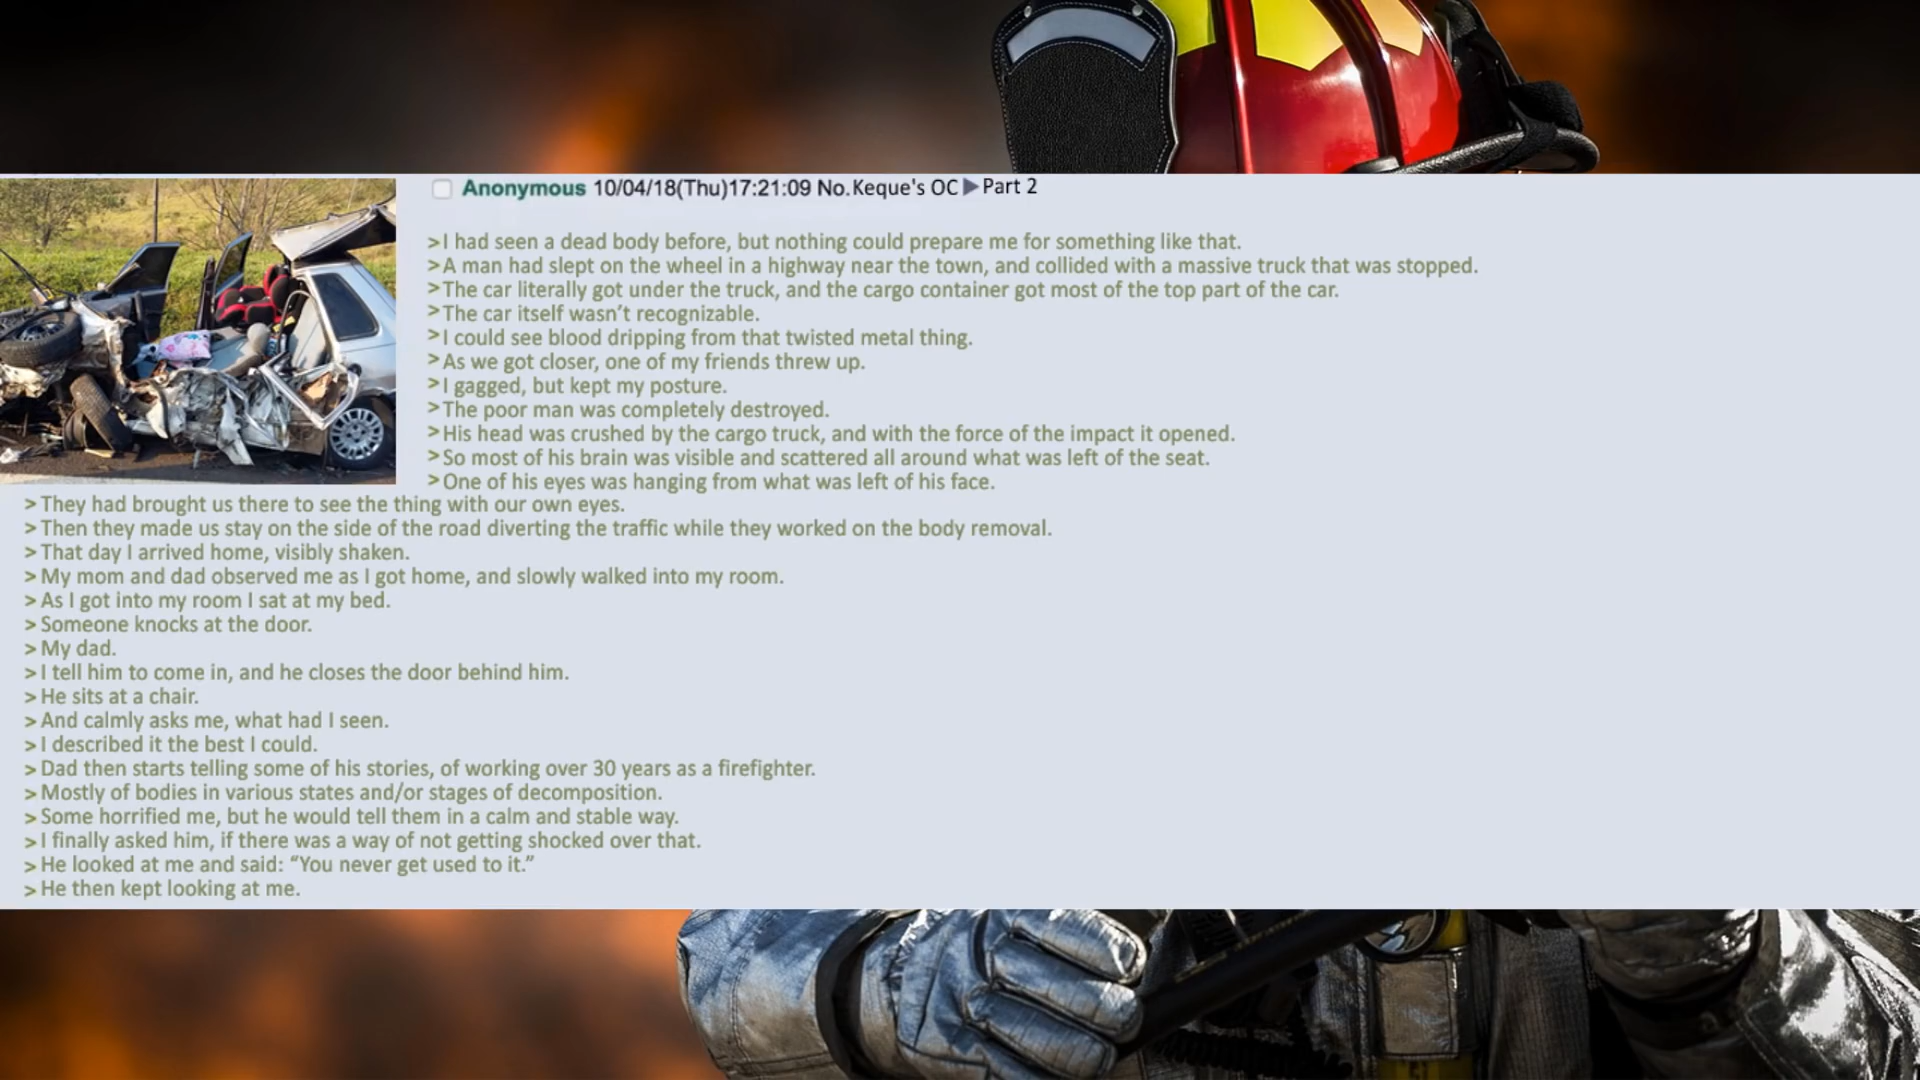 Anonymous 10/04/18(Thu)17:21:09 No.Keque's OC▶Part 2
>I had seen a dead body before, but nothing could prepare me for something like that.
>A man had slept on the wheel in a highway near the town, and collided with a massive truck that was stopped.
>The car literally got under the truck, and the cargo container got most of the top part of the car.
>The car itself wasn’t recognizable.
>I could see blood dripping from that twisted metal thing.
>As we got closer, one of my friends threw up.
>I gagged, but kept my posture.
>The poor man was completely destroyed.
>His head was crushed by the cargo truck, and with the force of the impact it opened.
>So most of his brain was visible and scattered all around what was left of the seat.
>One of his eyes was hanging from what was left of his face.
>They had brought us there to see the thing with our own eyes.
>Then they made us stay on the side of the road diverting the traffic while they worked on the body removal.
>That day I arrived home, visibly shaken.
>My mom and dad observed me as I got home, and slowly walked into my room.
>As I got into my room I sat at my bed.
>Someone knocks at the door.
>My dad.
>I tell him to come in, and he closes the door behind him.
>He sits at a chair.
>And calmly asks me, what had I seen.
>I described it the best I could.
>Dad then starts telling some of his stories, of working over 30 years as a firefighter.
>Mostly of bodies in various states and/or stages of decomposition.
>Some horrified me, but he would tell them in a calm and stable way.
>I finally asked him, if there was a way of not getting shocked over that.
>He looked at me and said: “You never get used to it.”
>He then kept looking at me.